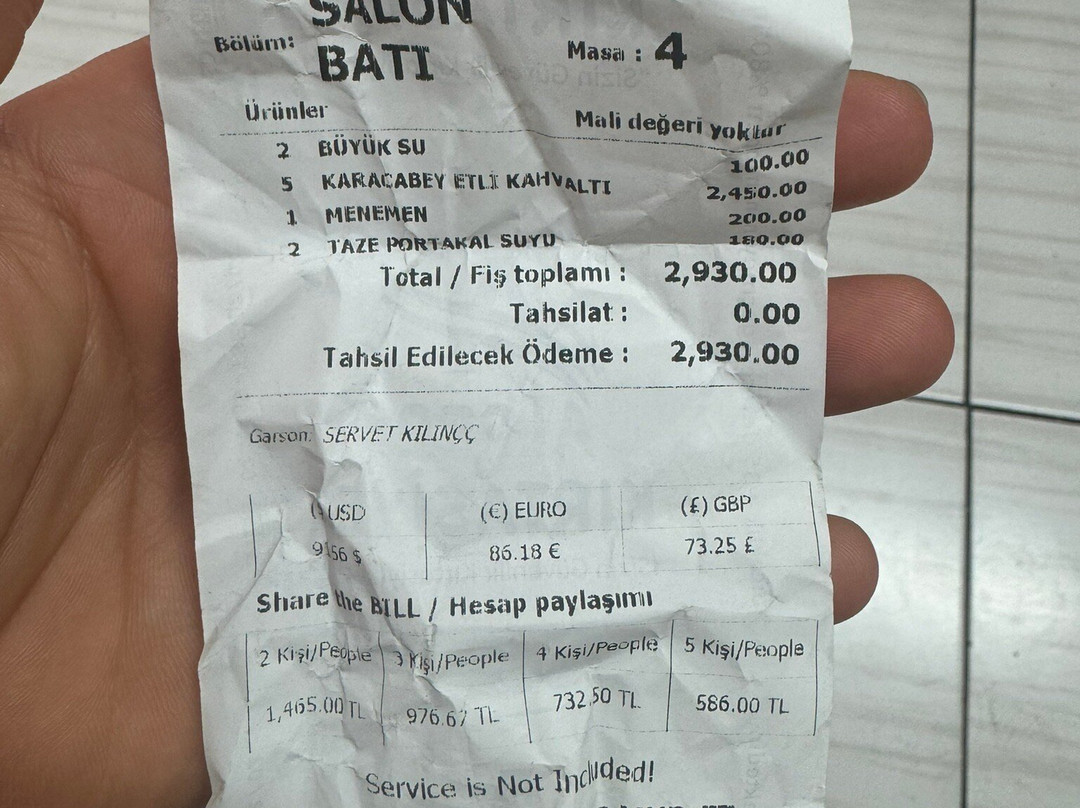 SALON
Bölüm: BATI Masa : 4
Ürünler Mali değeri yoktur
2 BÜYÜK SU 100.00
5 KARACABEY ETLİ KAHVALTI 2,450.00
1 MENEMEN 200.00
2 TAZE PORTAKAL SUYU 180.00
Total / Fiş toplamı : 2,930.00
Tahsilat : 0.00
Tahsil Edilecek Ödeme : 2,930.00
Garson: SERVET KILINÇÇ
USD (€) EURO (£) GBP
86.18 € 73.25 £
Share the BILL / Hesap paylaşımı
2 Kişi/People 3 Kişi/People 4 Kişi/People 5 Kişi/People
1,465.00 TL 976.67 TL 732.50 TL 586.00 TL
Service is Not Included!